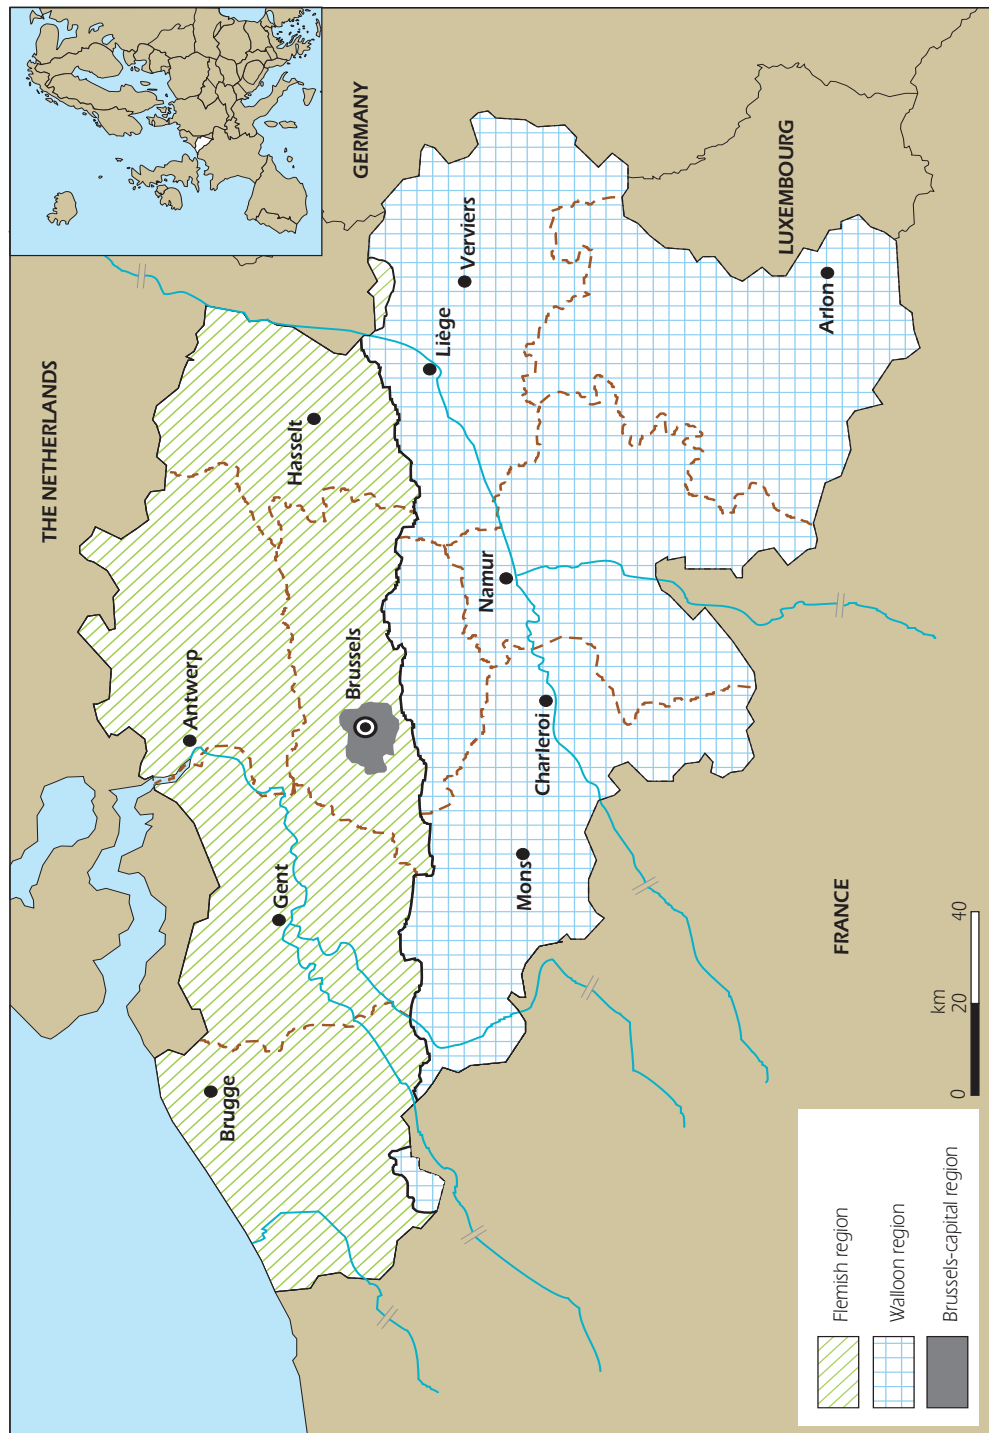 THE NETHERLANDS
GERMANY
Antwerp
Brugge
Gent
Hasselt
Brussels
Liège
Verviers
Namur
Charleroi
Mons
LUXEMBOURG
Arlon
FRANCE
km
0 20 40
Flemish region
Walloon region
Brussels-capital region